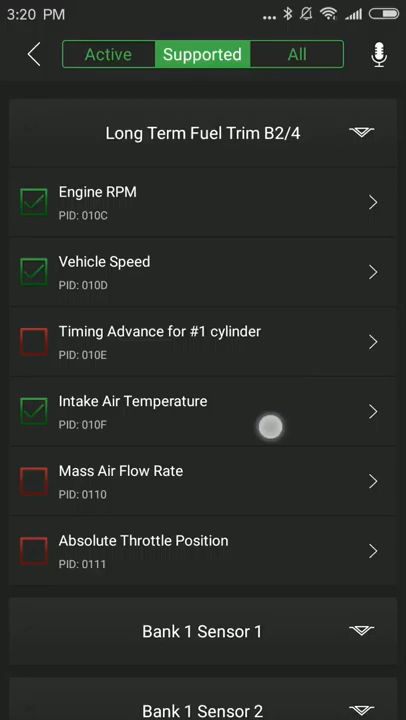 3:20 PM
Active
Supported
All
Long Term Fuel Trim B2/4
Engine RPM
PID: 010C
Vehicle Speed
PID: 010D
Timing Advance for #1 cylinder
PID: 010E
Intake Air Temperature
PID: 010F
Mass Air Flow Rate
PID: 0110
Absolute Throttle Position
PID: 0111
Bank 1 Sensor 1
Bank 1 Sensor 2